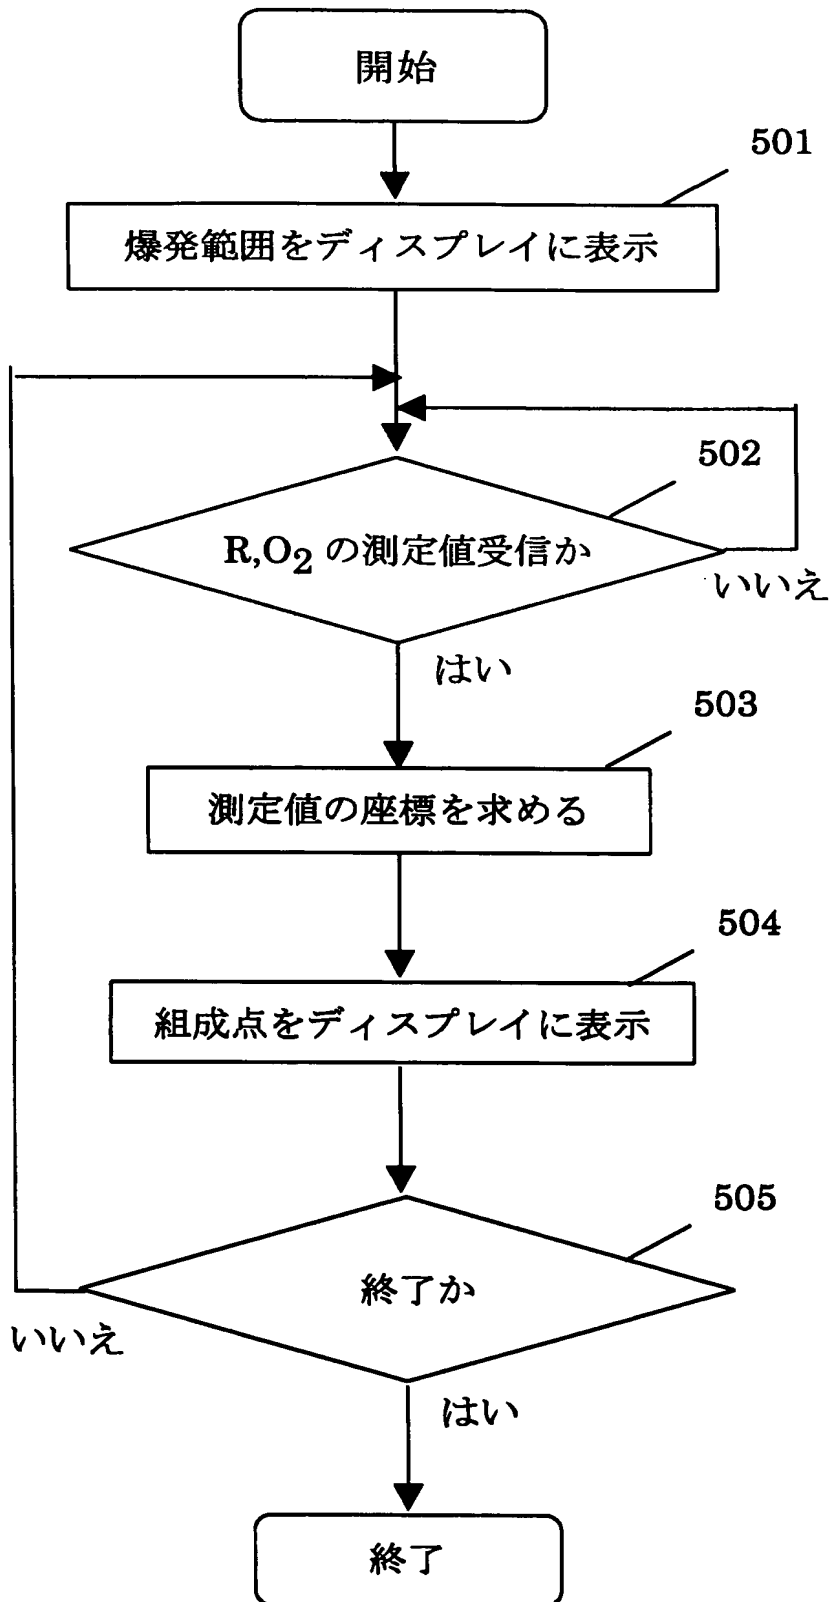 開始
501
爆発範囲をディスプレイに表示
502
R,O₂ の測定値受信か
いいえ
はい
503
測定値の座標を求める
504
組成点をディスプレイに表示
505
終了か
いいえ
はい
終了